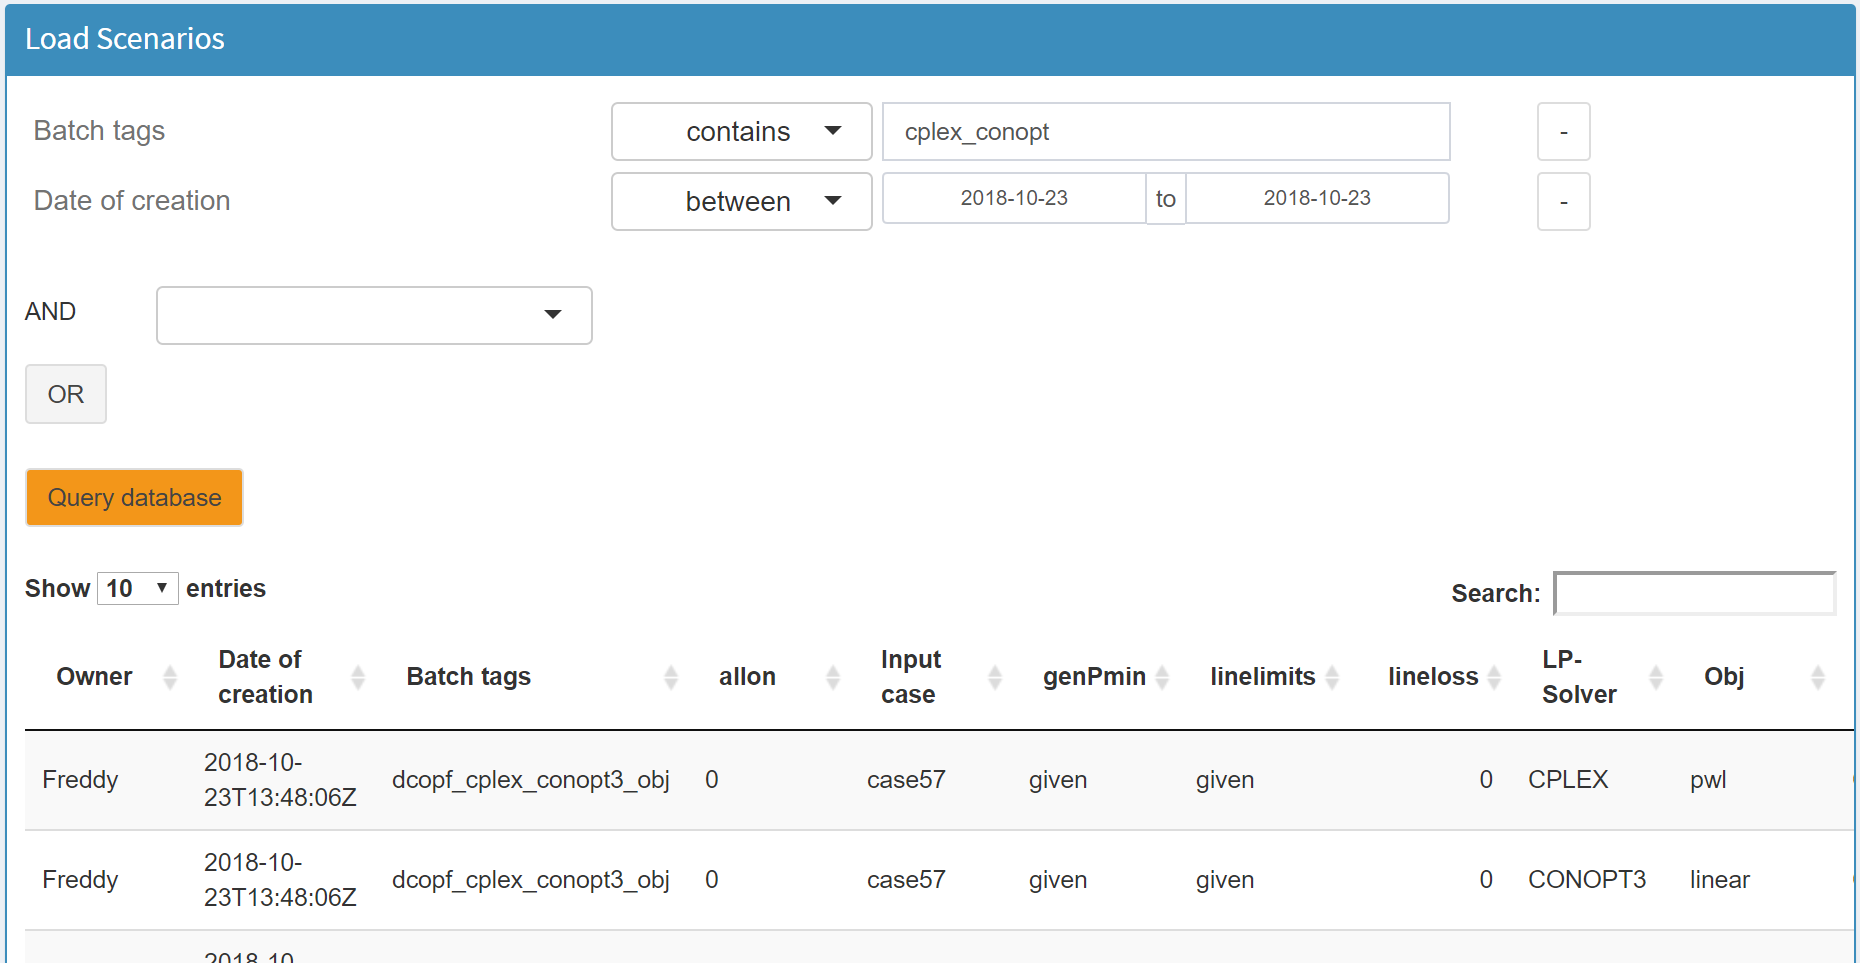 Load Scenarios
Batch tags contains cplex_conopt -
Date of creation between 2018-10-23 to 2018-10-23 -
AND
OR
Query database
Show 10 entries Search:
Owner Date of creation Batch tags allon Input case genPmin linelimits lineloss LP-Solver Obj
Freddy 2018-10-23T13:48:06Z dcopf_cplex_conopt3_obj 0 case57 given given 0 CPLEX pwl
Freddy 2018-10-23T13:48:06Z dcopf_cplex_conopt3_obj 0 case57 given given 0 CONOPT3 linear
2018-10-